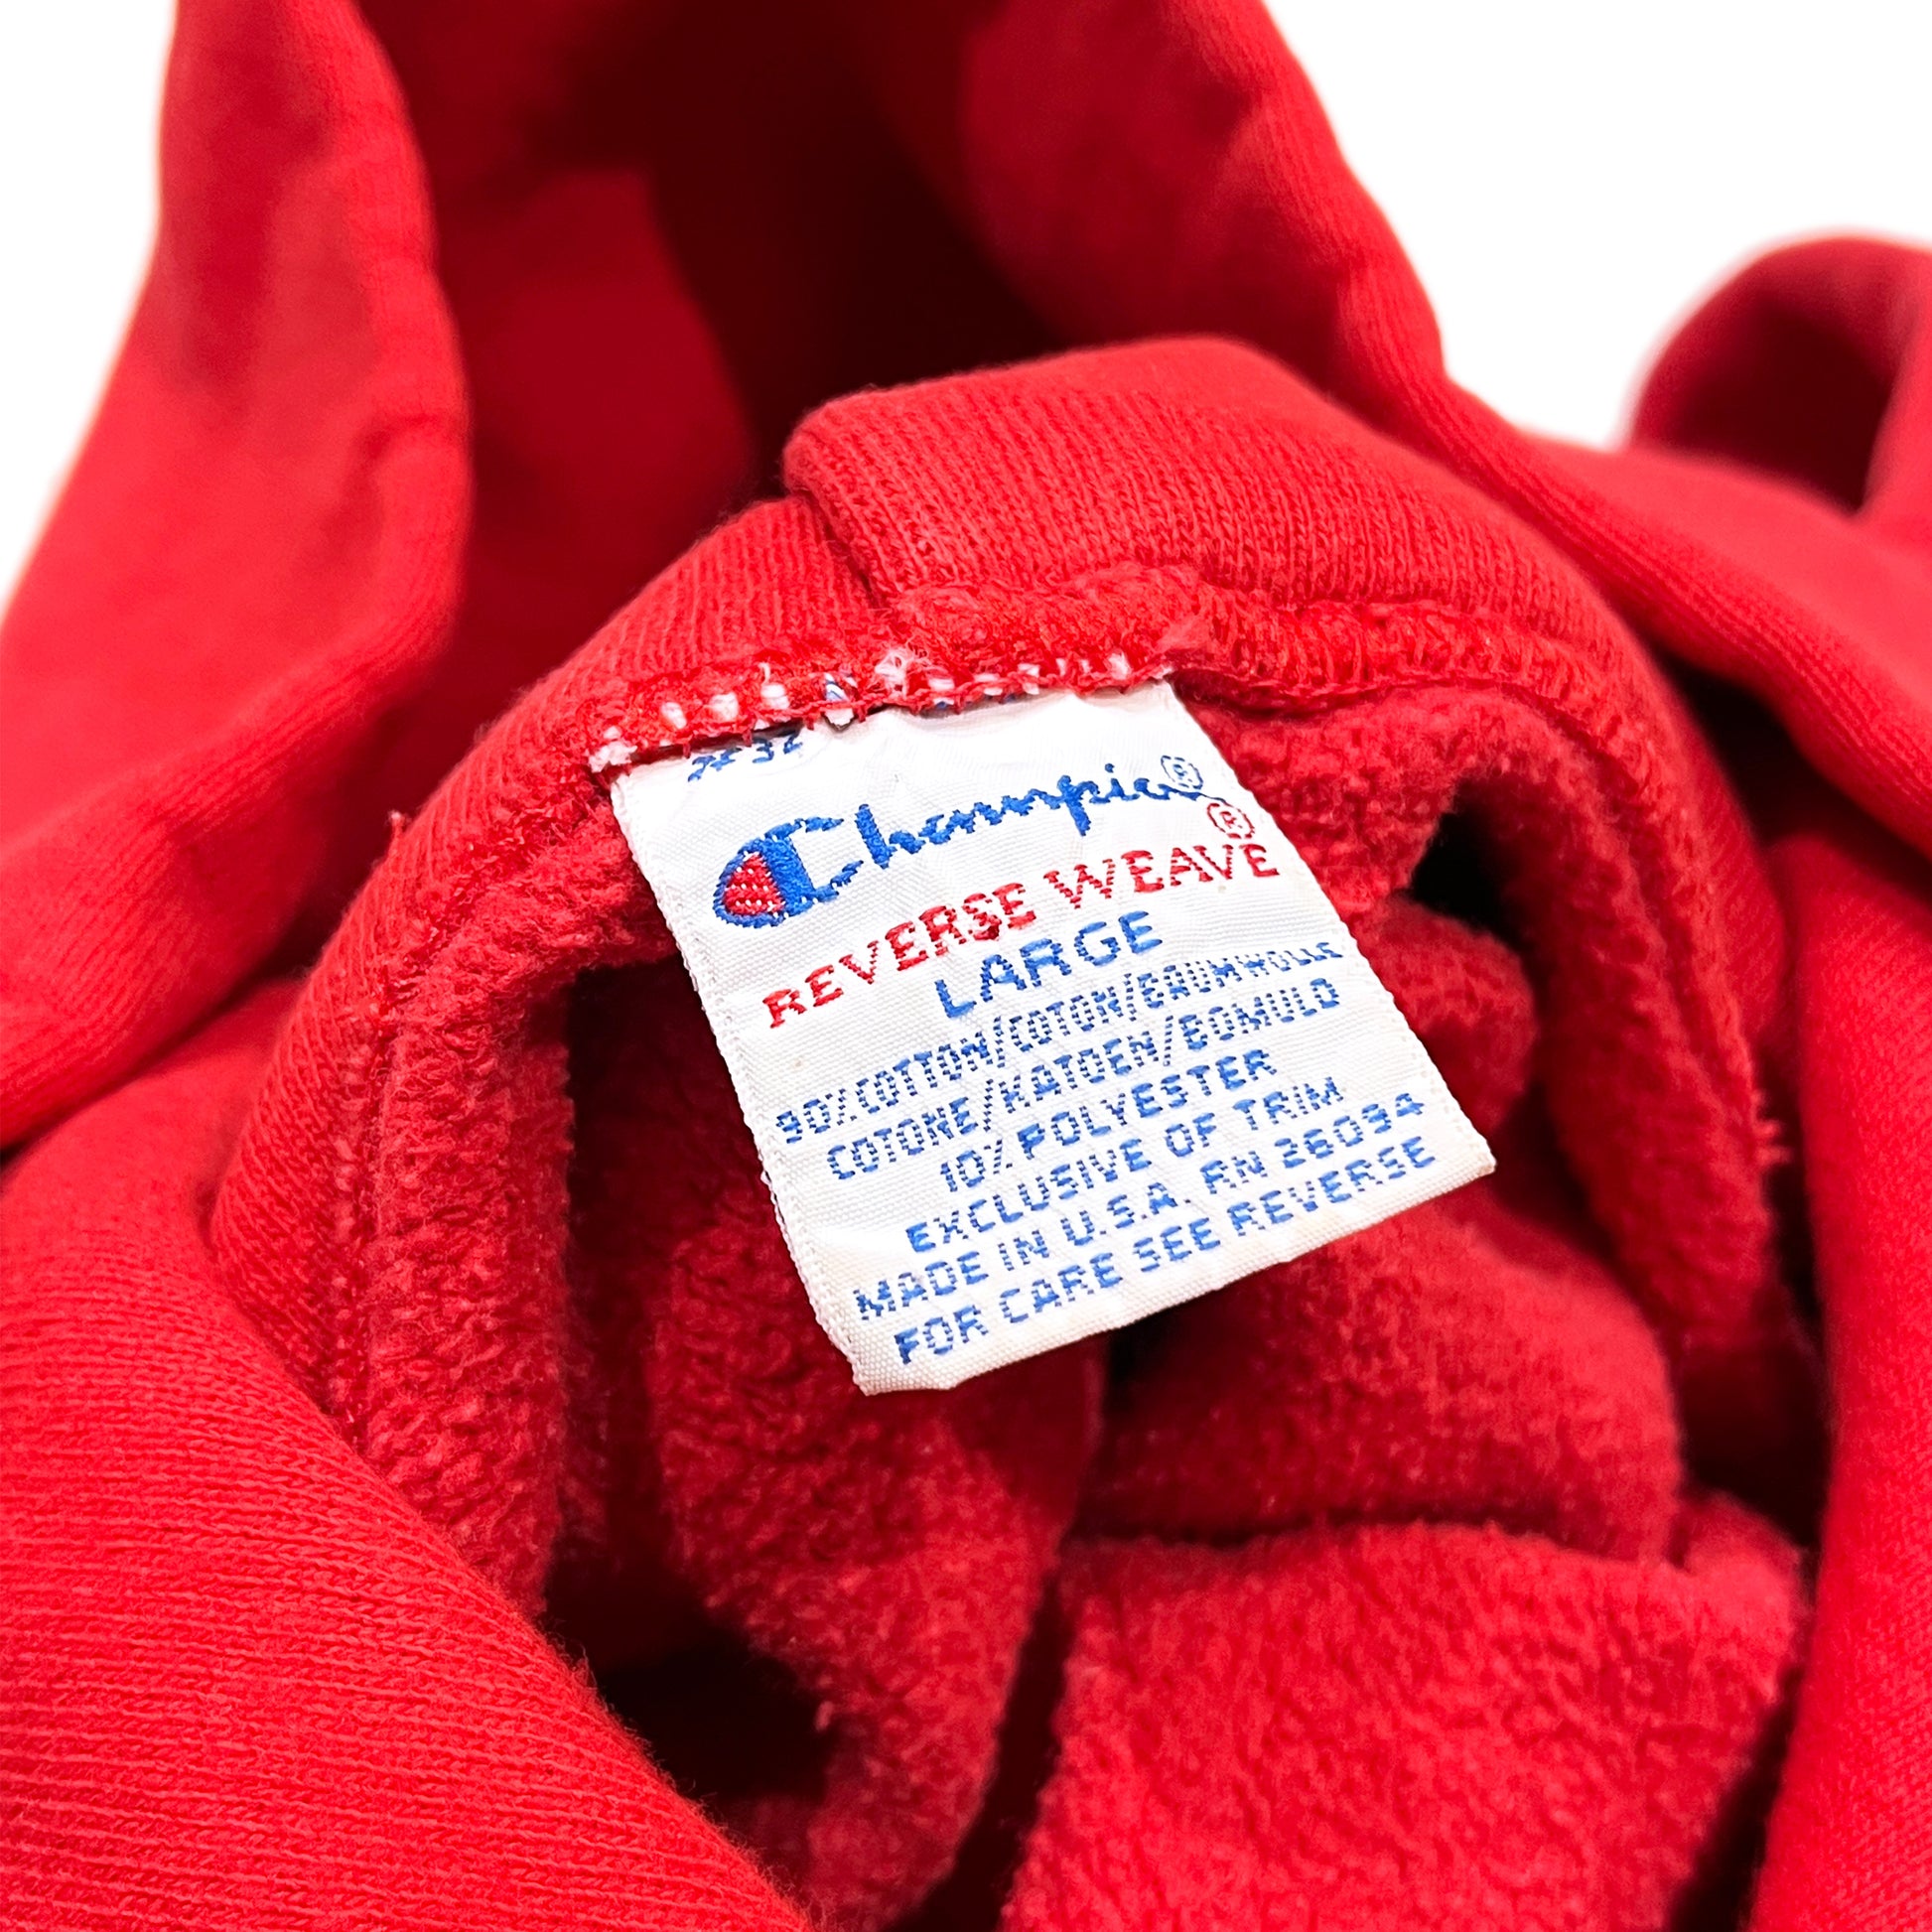 #32
Champion®
REVERSE WEAVE®
LARGE
90% COTTON/COTON/BAUMWOLLE
COTONE/KATOEN/BOMULD
10% POLYESTER
EXCLUSIVE OF TRIM
MADE IN U.S.A. RN 26094
FOR CARE SEE REVERSE